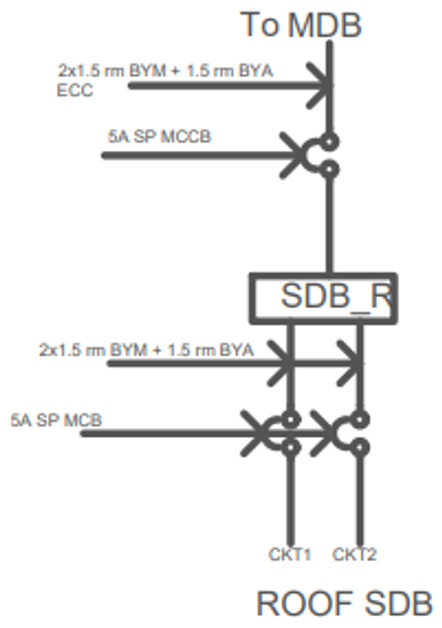 To MDB
2x1.5 rm BYM + 1.5 rm BYA
ECC
5A SP MCCB
SDB_R
2x1.5 rm BYM + 1.5 rm BYA
5A SP MCB
CKT1 CKT2
ROOF SDB